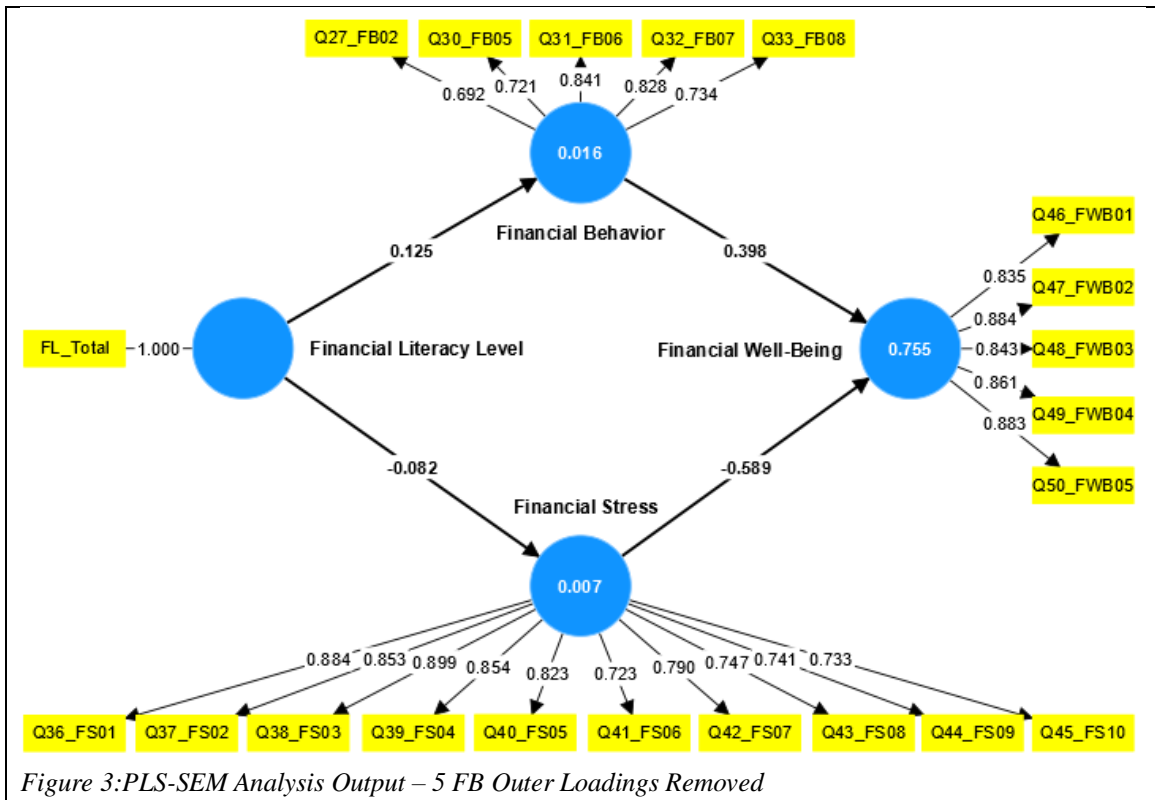 Q27_FB02 Q30_FB05 Q31_FB06 Q32_FB07 Q33_FB08
0.692 0.721 0.841 0.828 0.734
0.016
Financial Behavior
0.125 0.398
FL_Total 1.000 Financial Literacy Level
Financial Well-Being 0.755
0.835 Q46_FWB01
0.884 Q47_FWB02
0.843 Q48_FWB03
0.861 Q49_FWB04
0.883 Q50_FWB05
-0.082 -0.589
Financial Stress
0.007
0.884 0.853 0.899 0.854 0.823 0.723 0.790 0.747 0.741 0.733
Q36_FS01 Q37_FS02 Q38_FS03 Q39_FS04 Q40_FS05 Q41_FS06 Q42_FS07 Q43_FS08 Q44_FS09 Q45_FS10
Figure 3:PLS-SEM Analysis Output – 5 FB Outer Loadings Removed